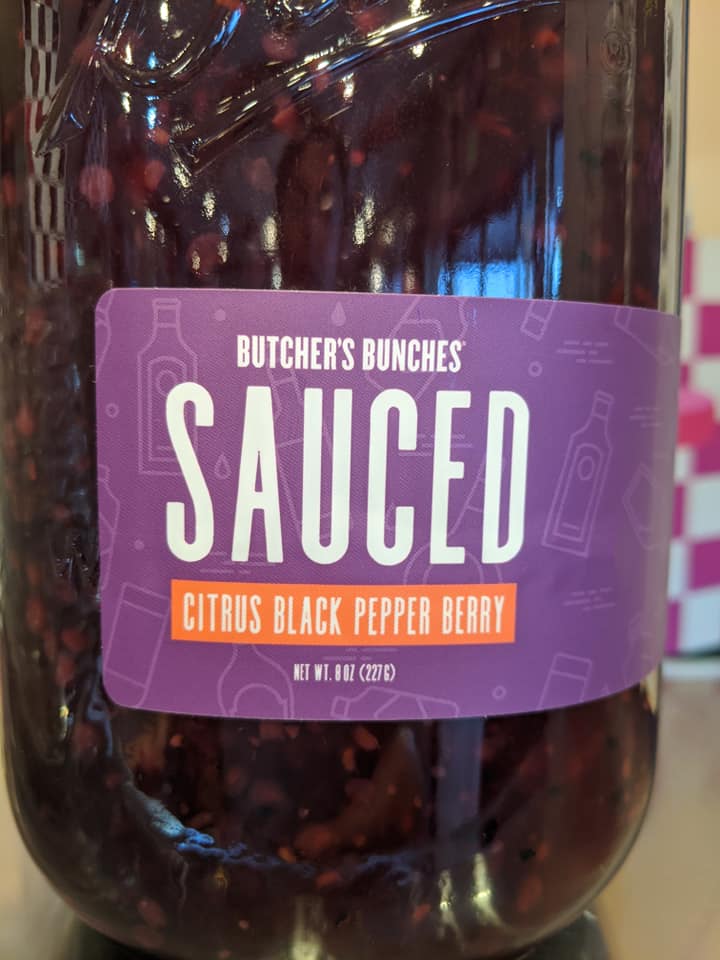 BUTCHER'S BUNCHES®
SAUCED
CITRUS BLACK PEPPER BERRY
NET WT. 8 OZ (227G)